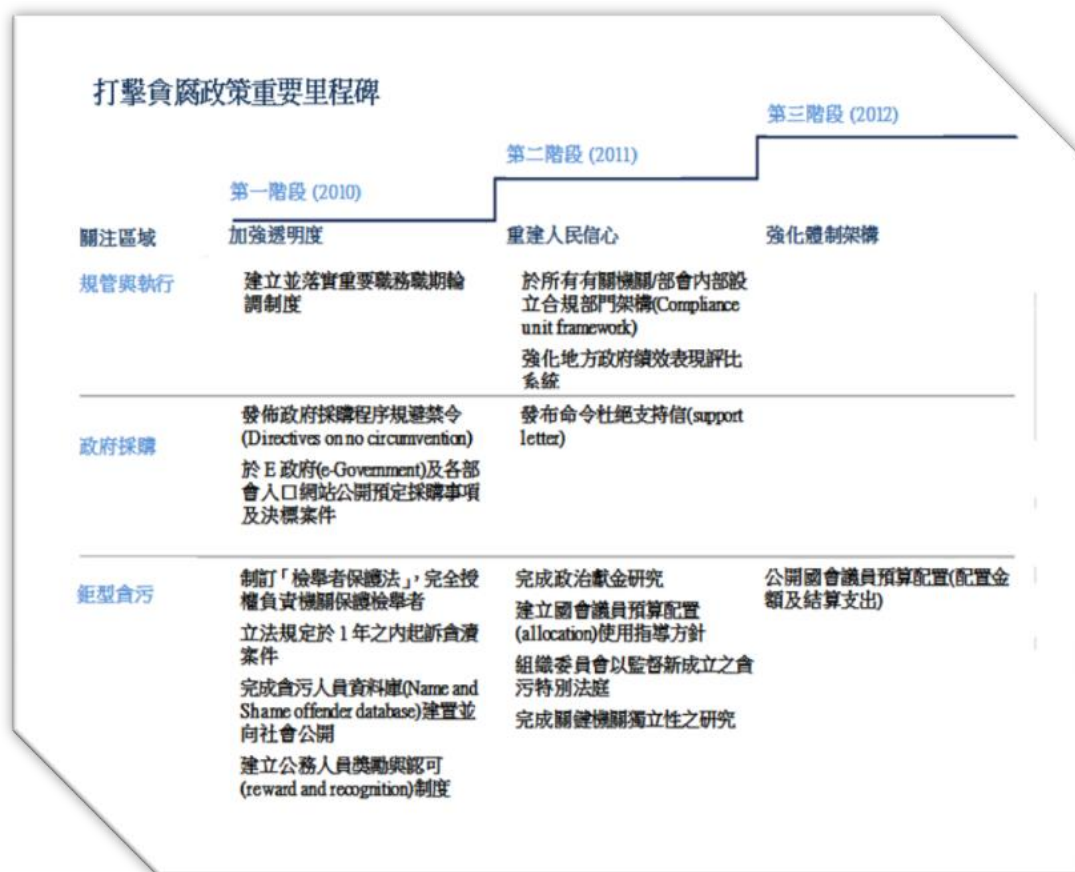 打擊貪腐政策重要里程碑
第一階段 (2010)
第二階段 (2011)
第三階段 (2012)
關注區域
加強透明度
重建人民信心
強化體制架構
規管與執行
建立並落實重要職務職期輪
調制度
於所有有關機關/部會內部設
立合規部門架構(Compliance
unit framework)
強化地方政府績效表現評比
系統
政府採購
發佈政府採購程序規避禁令
(Directives on no circumvention)
於 E 政府(e-Government)及各部
會入口網站公開預定採購事項
及決標案件
發布命令杜絕支持信(support
letter)
鉅型貪污
制訂「檢舉者保護法」，完全授
權負責機關保護檢舉者
立法規定於 1 年之內起訴貪瀆
案件
完成貪污人員資料庫(Name and
Shame offender database)建置並
向社會公開
建立公務人員獎勵與認可
(reward and recognition)制度
完成政治獻金研究
建立國會議員預算配置
(allocation)使用指導方針
組織委員會以監督新成立之貪
污特別法庭
完成關鍵機關獨立性之研究
公開國會議員預算配置(配置金
額及結算支出)